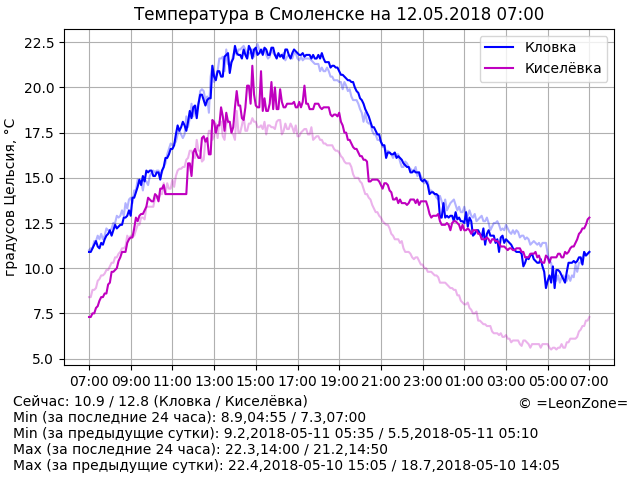 Температура в Смоленске на 12.05.2018 07:00
градусов Цельсия, °C
22.5
20.0
17.5
15.0
12.5
10.0
7.5
5.0
Кловка
Киселёвка
07:00 09:00 11:00 13:00 15:00 17:00 19:00 21:00 23:00 01:00 03:00 05:00 07:00
Сейчас: 10.9 / 12.8 (Кловка / Киселёвка)
© =LeonZone=
Min (за последние 24 часа): 8.9,04:55 / 7.3,07:00
Min (за предыдущие сутки): 9.2,2018-05-11 05:35 / 5.5,2018-05-11 05:10
Max (за последние 24 часа): 22.3,14:00 / 21.2,14:50
Max (за предыдущие сутки): 22.4,2018-05-10 15:05 / 18.7,2018-05-10 14:05